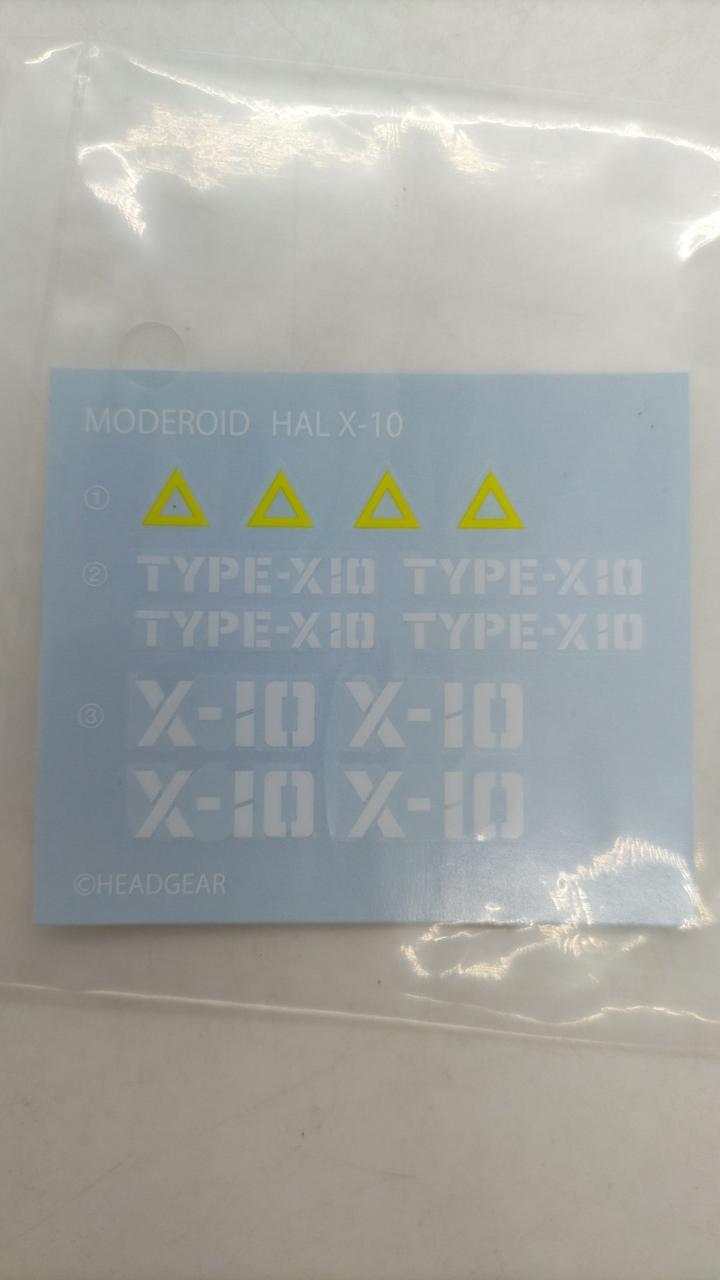 MODEROID HAL X-10
①
② TYPE-X10 TYPE-X10
TYPE-X10 TYPE-X10
③ X-10 X-10
X-10 X-10
©HEADGEAR